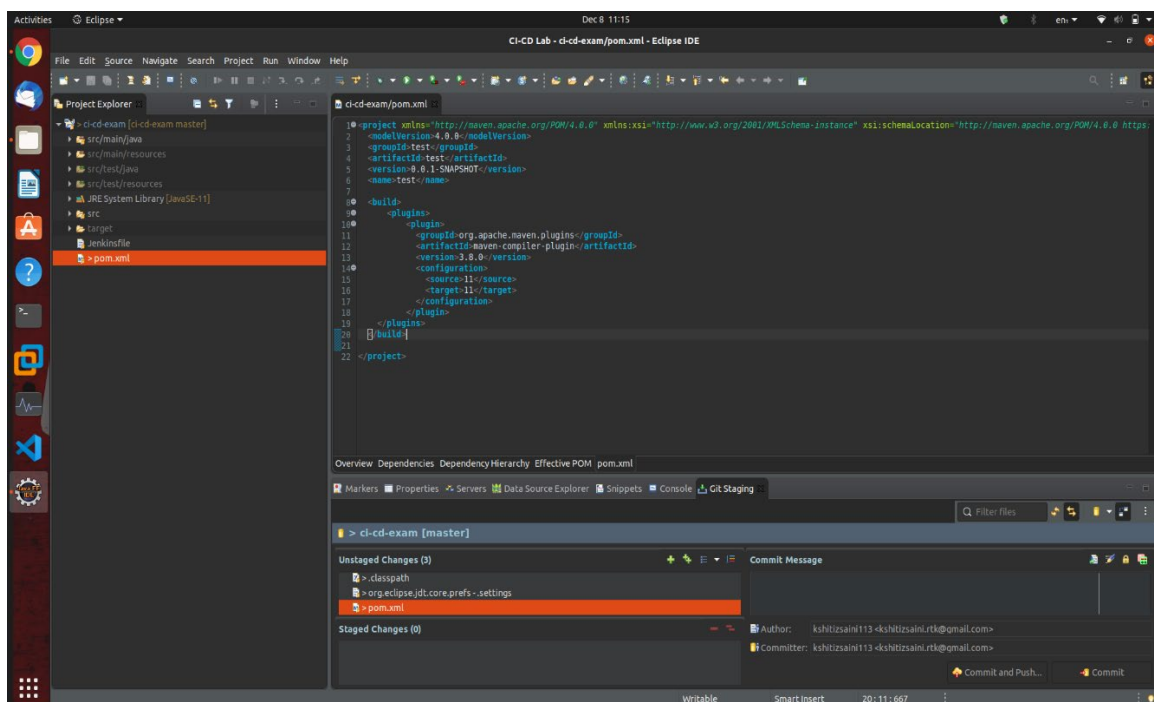 Activities
Eclipse
Dec 8 11:15
en₁
CI-CD Lab - ci-cd-exam/pom.xml - Eclipse IDE
File Edit Source Navigate Search Project Run Window Help
Project Explorer
> ci-cd-exam [ci-cd-exam master]
src/main/java
src/main/resources
src/test/java
src/test/resources
JRE System Library [JavaSE-11]
src
target
Jenkinsfile
> pom.xml
ci-cd-exam/pom.xml
1 <project xmlns="http://maven.apache.org/POM/4.0.0" xmlns:xsi="http://www.w3.org/2001/XMLSchema-instance" xsi:schemaLocation="http://maven.apache.org/POM/4.0.0 https:
2 <modelVersion>4.0.0</modelVersion>
3 <groupId>test</groupId>
4 <artifactId>test</artifactId>
5 <version>0.0.1-SNAPSHOT</version>
6 <name>test</name>
7
8 <build>
9 <plugins>
10 <plugin>
11 <groupId>org.apache.maven.plugins</groupId>
12 <artifactId>maven-compiler-plugin</artifactId>
13 <version>3.8.0</version>
14 <configuration>
15 <source>11</source>
16 <target>11</target>
17 </configuration>
18 </plugin>
19 </plugins>
20 </build>
21
22 </project>
Overview Dependencies Dependency Hierarchy Effective POM pom.xml
Markers Properties Servers Data Source Explorer Snippets Console Git Staging
Filter files
> ci-cd-exam [master]
Unstaged Changes (3)
> .classpath
> org.eclipse.jdt.core.prefs - .settings
> pom.xml
Staged Changes (0)
Commit Message
Author: kshitizsaini113 <kshitizsaini.rtk@gmail.com>
Committer: kshitizsaini113 <kshitizsaini.rtk@gmail.com>
Commit and Push...
Commit
Writable
Smart Insert
20 : 11 : 667